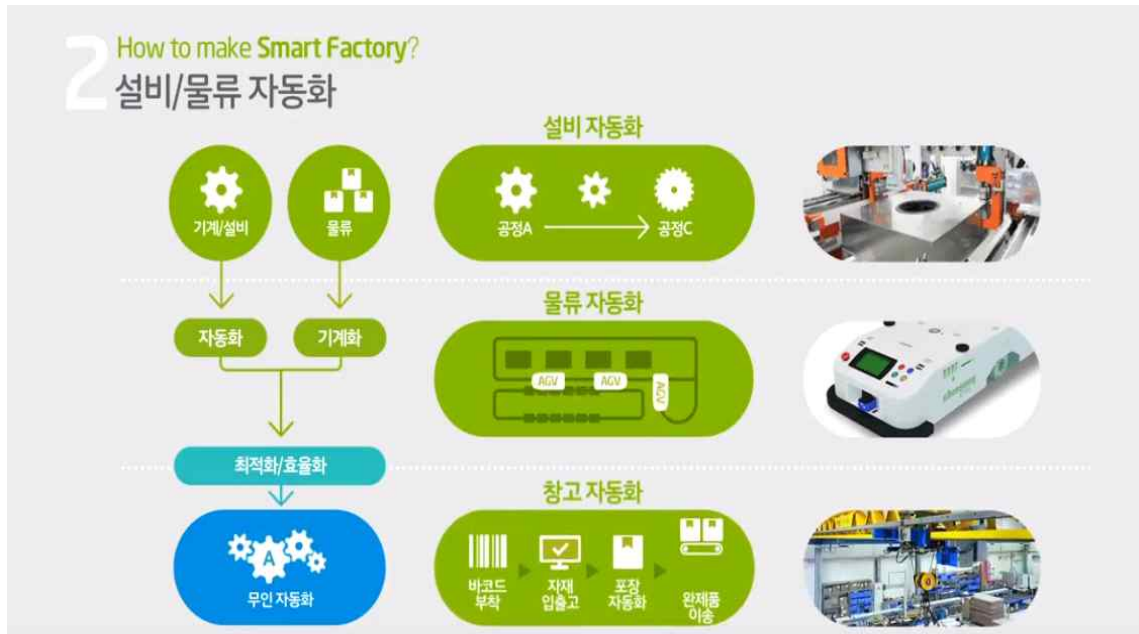 2
How to make Smart Factory?
설비/물류 자동화
기계/설비
물류
자동화
기계화
최적화/효율화
A
무인 자동화
설비 자동화
공정A
공정C
물류 자동화
AGV
AGV
AGV
창고 자동화
바코드
부착
자재
입출고
포장
자동화
완제품
이송